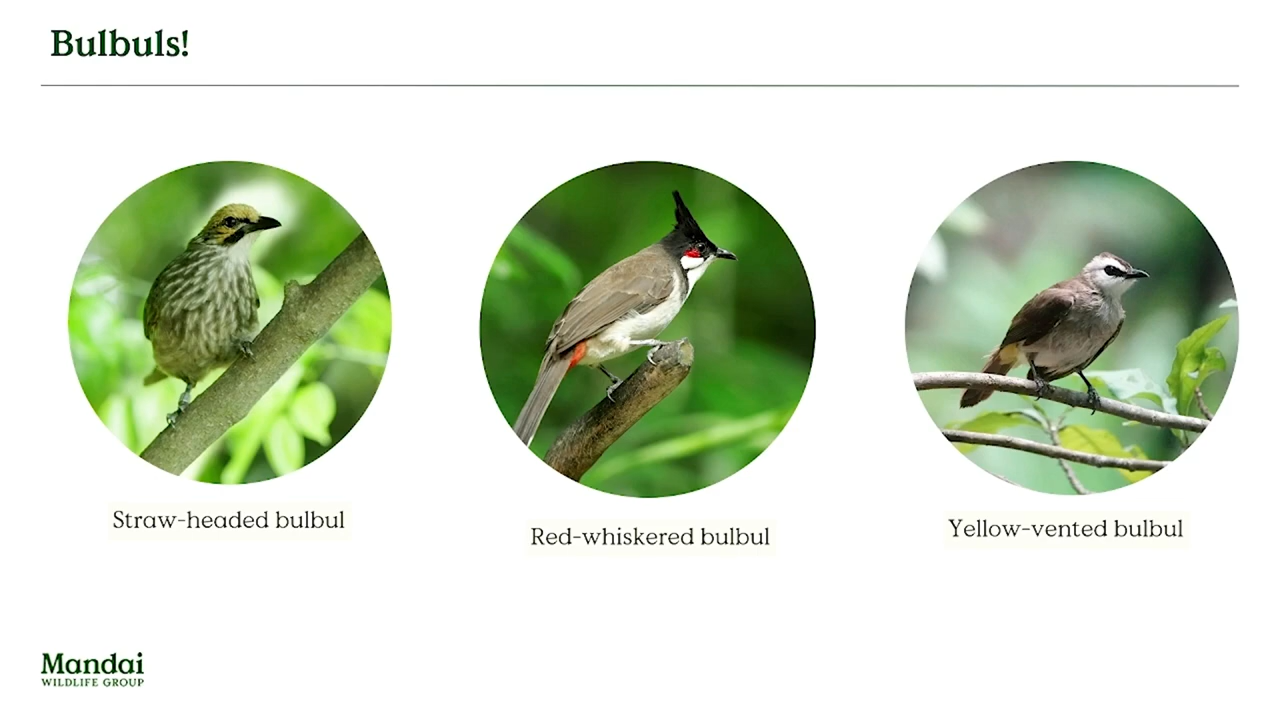 Bulbuls!
Straw-headed bulbul
Red-whiskered bulbul
Yellow-vented bulbul
Mandai
WILDLIFE GROUP